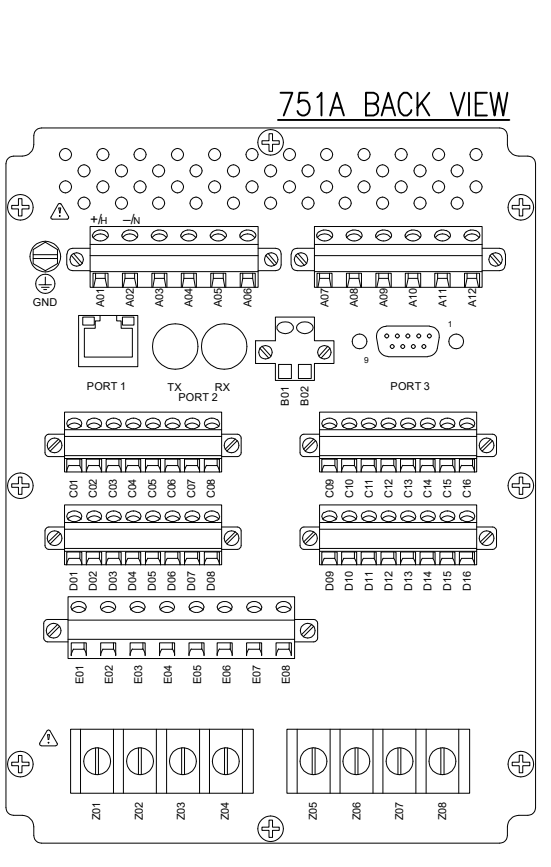 751A BACK VIEW
+/H –/N
A01 A02 A03 A04 A05 A06 A07 A08 A09 A10 A11 A12
GND
1
9
PORT 1 TX RX PORT 3
PORT 2
B01 B02
C01 C02 C03 C04 C05 C06 C07 C08 C09 C10 C11 C12 C13 C14 C15 C16
D01 D02 D03 D04 D05 D06 D07 D08 D09 D10 D11 D12 D13 D14 D15 D16
E01 E02 E03 E04 E05 E06 E07 E08
Z01 Z02 Z03 Z04 Z05 Z06 Z07 Z08